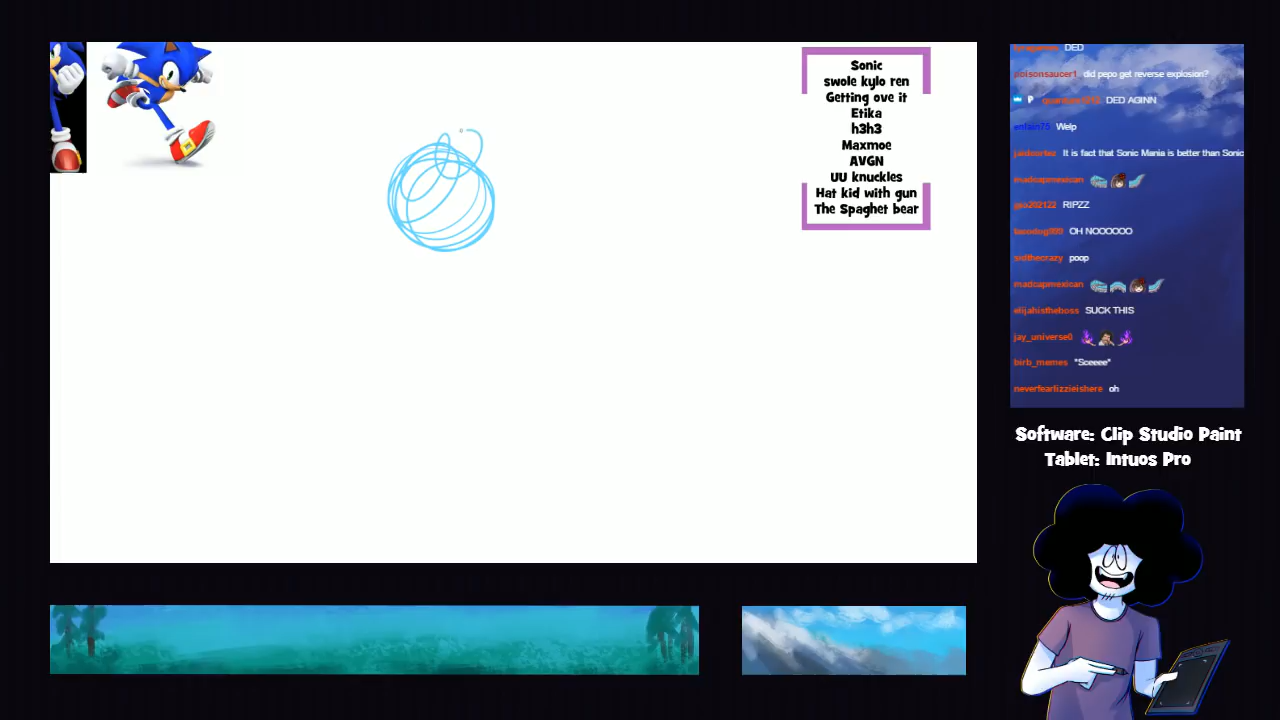 Sonic
swole kylo ren
Getting ove it
Etika
h3h3
Maxmoe
AVGN
UU knuckles
Hat kid with gun
The Spaghet bear
DED
poisonsaucer1 did pepo get reverse explosion?
P DED AGINN
entain75 Welp
It is fact that Sonic Mania is better than Sonic
madcapmexican
RIPZZ
OH NOOOOOO
sidthecrazy poop
madcapmexican
elijahistheboss SUCK THIS
jay_universe0
birb_memes *Sceeee*
neverfearlizzieishere oh
Software: Clip Studio Paint
Tablet: Intuos Pro